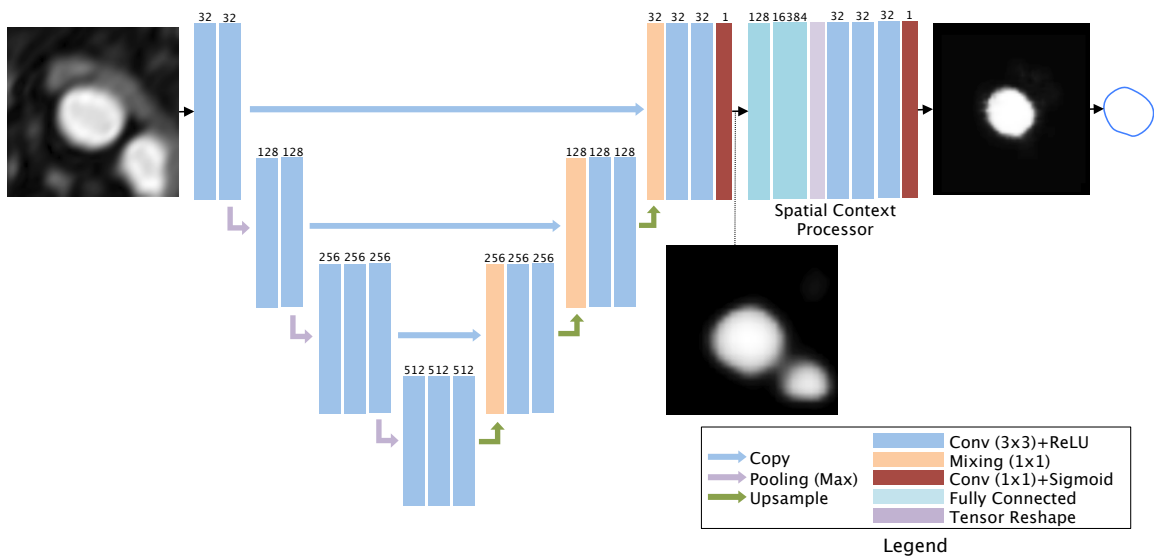 32 32
32 32 32 1
128 16384 32 32 32 1
128 128
128 128 128
Spatial Context
Processor
256 256 256
256 256 256
512 512 512
Copy
Pooling (Max)
Upsample
Conv (3x3)+ReLU
Mixing (1x1)
Conv (1x1)+Sigmoid
Fully Connected
Tensor Reshape
Legend